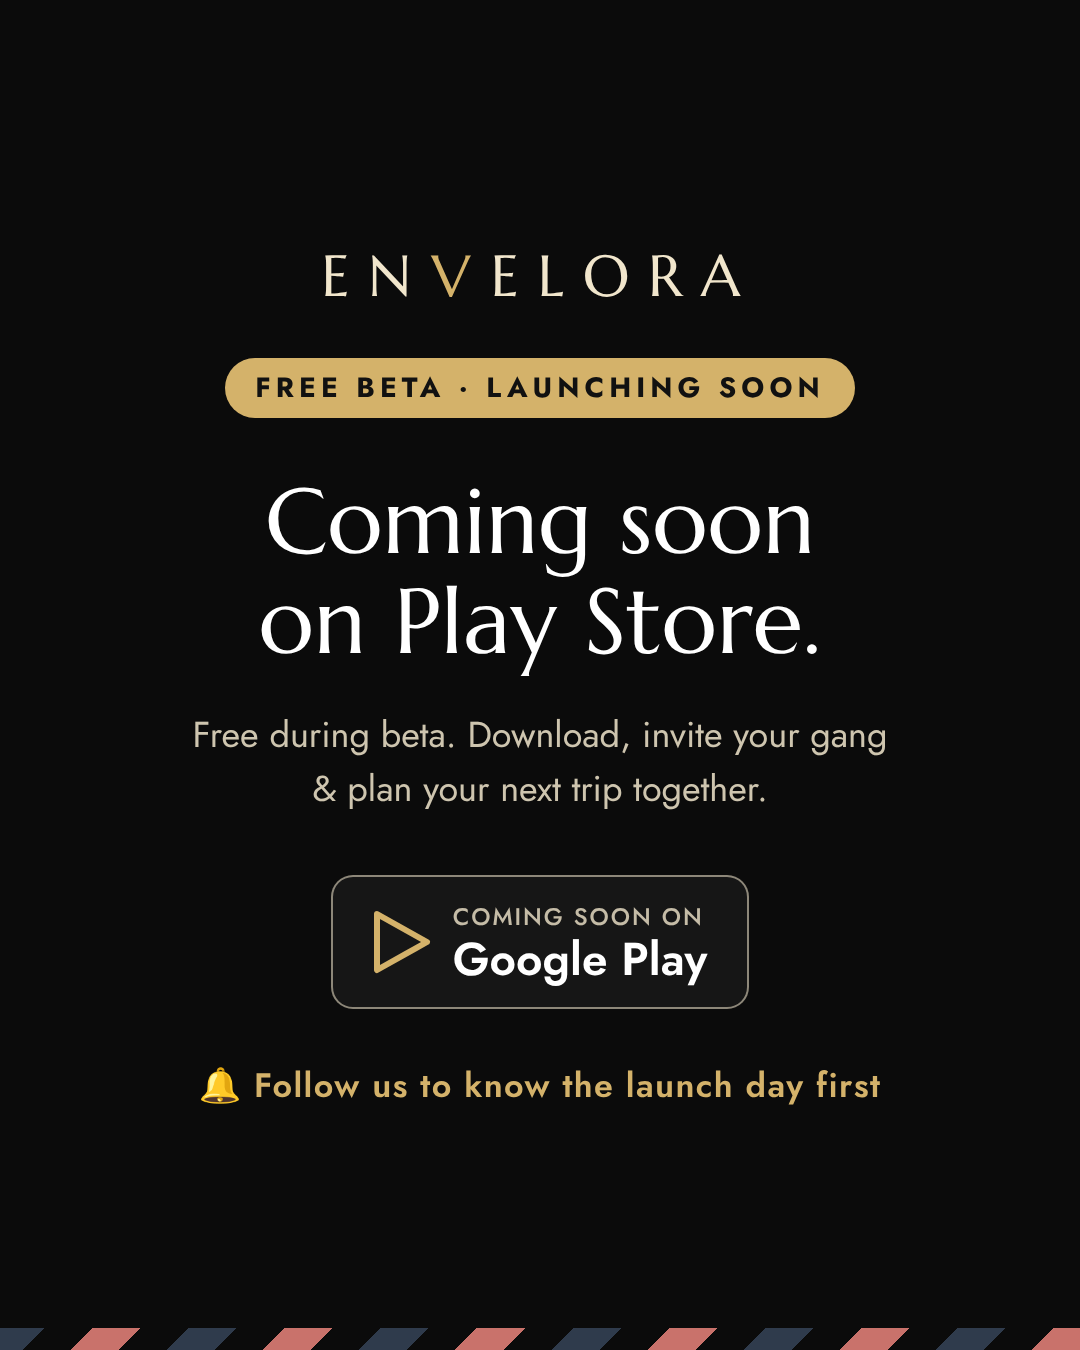 ENVELORA
FREE BETA · LAUNCHING SOON
Coming soon
on Play Store.
Free during beta. Download, invite your gang
& plan your next trip together.
COMING SOON ON
Google Play
🔔 Follow us to know the launch day first